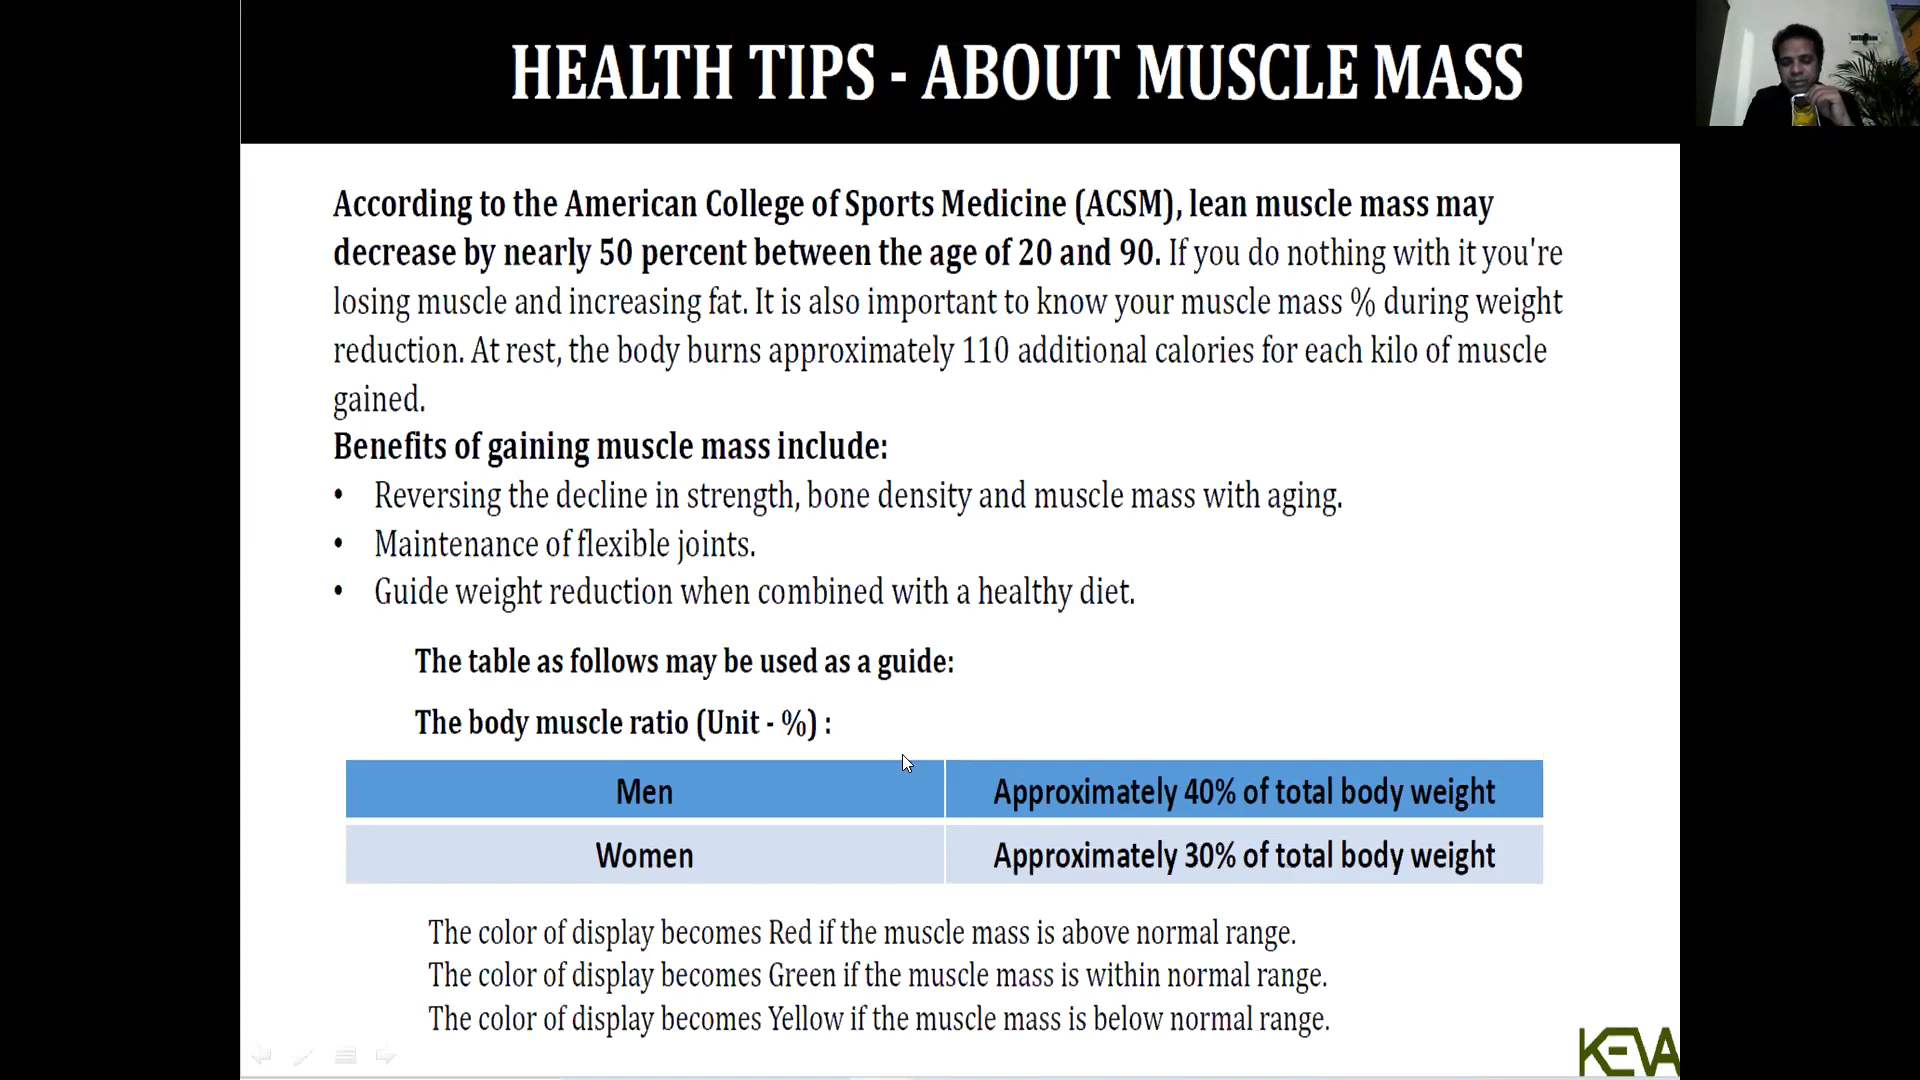 HEALTH TIPS - ABOUT MUSCLE MASS
According to the American College of Sports Medicine (ACSM), lean muscle mass may
decrease by nearly 50 percent between the age of 20 and 90. If you do nothing with it you're
losing muscle and increasing fat. It is also important to know your muscle mass % during weight
reduction. At rest, the body burns approximately 110 additional calories for each kilo of muscle
gained.
Benefits of gaining muscle mass include:
• Reversing the decline in strength, bone density and muscle mass with aging.
• Maintenance of flexible joints.
• Guide weight reduction when combined with a healthy diet.
The table as follows may be used as a guide:
The body muscle ratio (Unit - %) :
Men Approximately 40% of total body weight
Women Approximately 30% of total body weight
The color of display becomes Red if the muscle mass is above normal range.
The color of display becomes Green if the muscle mass is within normal range.
The color of display becomes Yellow if the muscle mass is below normal range.
KEVA